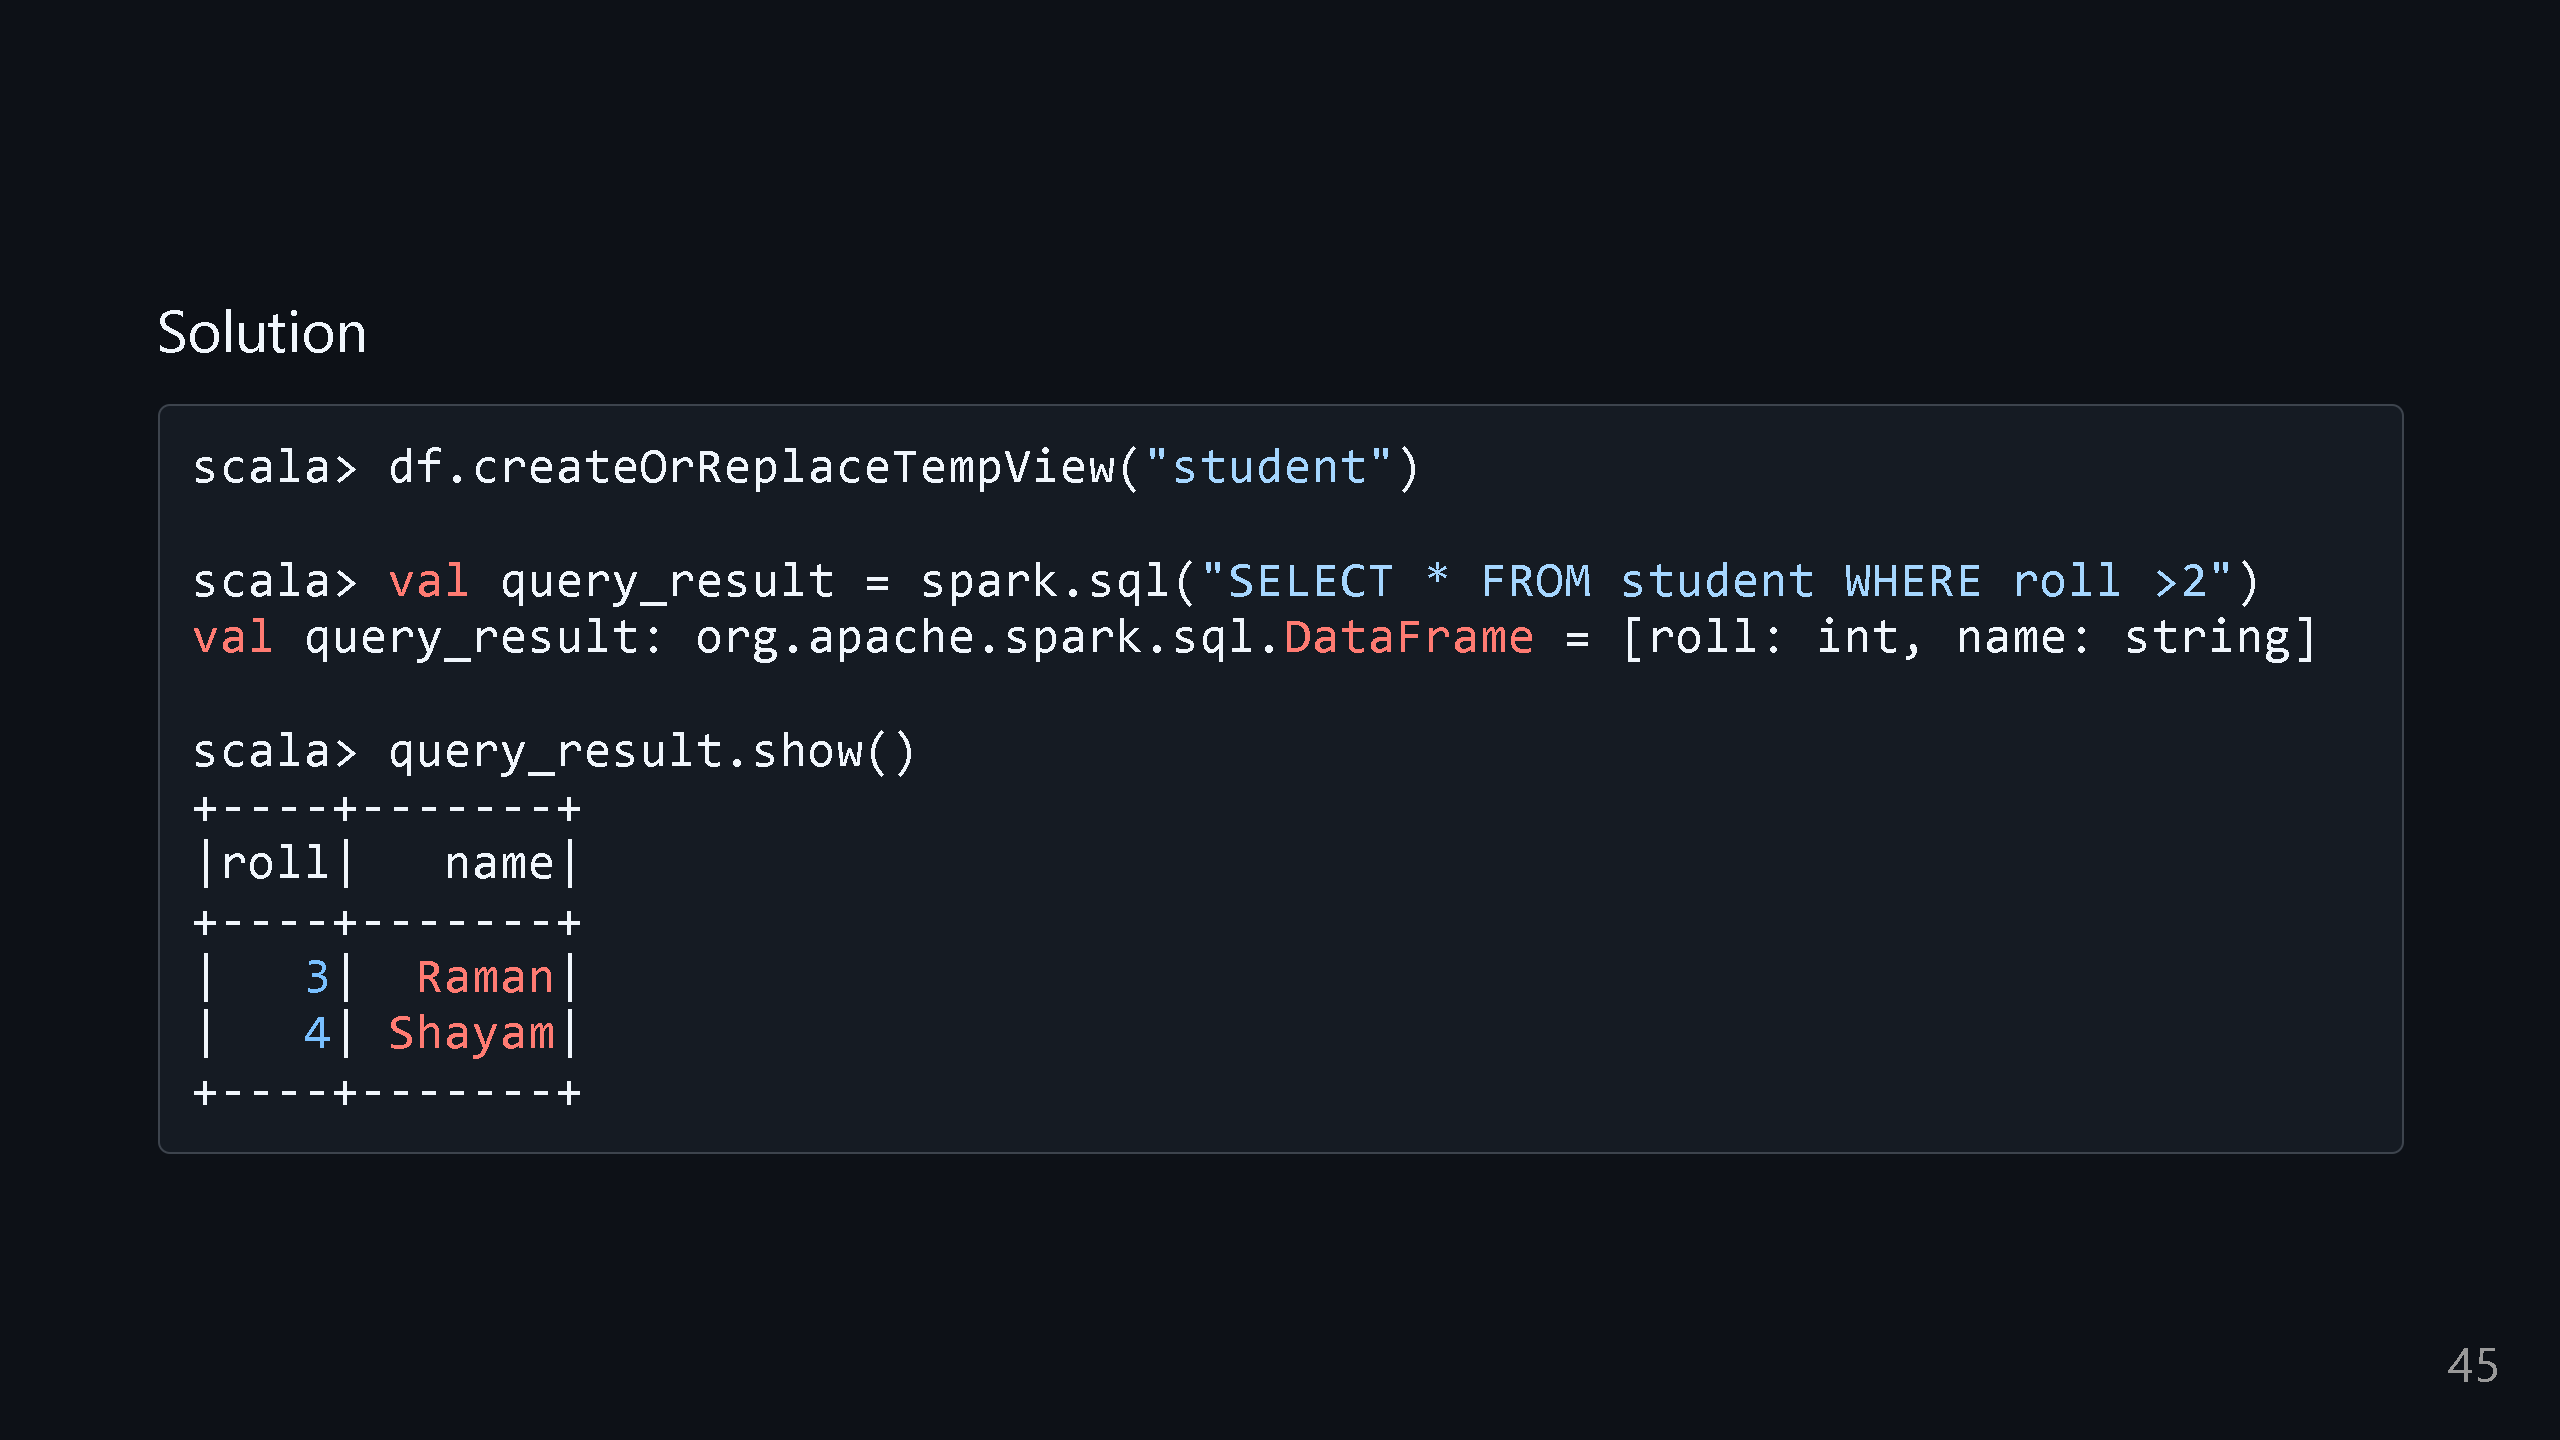 Solution
scala> df.createOrReplaceTempView("student")
scala> val query_result = spark.sql("SELECT * FROM student WHERE roll >2")
val query_result: org.apache.spark.sql.DataFrame = [roll: int, name: string]
scala> query_result.show()
+----+-------+
|roll|   name|
+----+-------+
|   3|  Raman|
|   4| Shayam|
+----+-------+
45